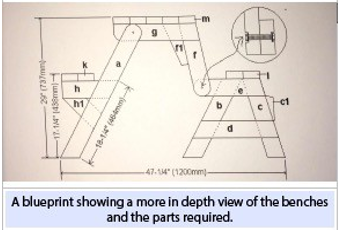 m
g
f1
f
k
a
h
h1
l
e
b
c
c1
d
29" (737mm)
17-1/4" (438mm)
18-1/4" (464mm)
47-1/4" (1200mm)
A blueprint showing a more in depth view of the benches
and the parts required.